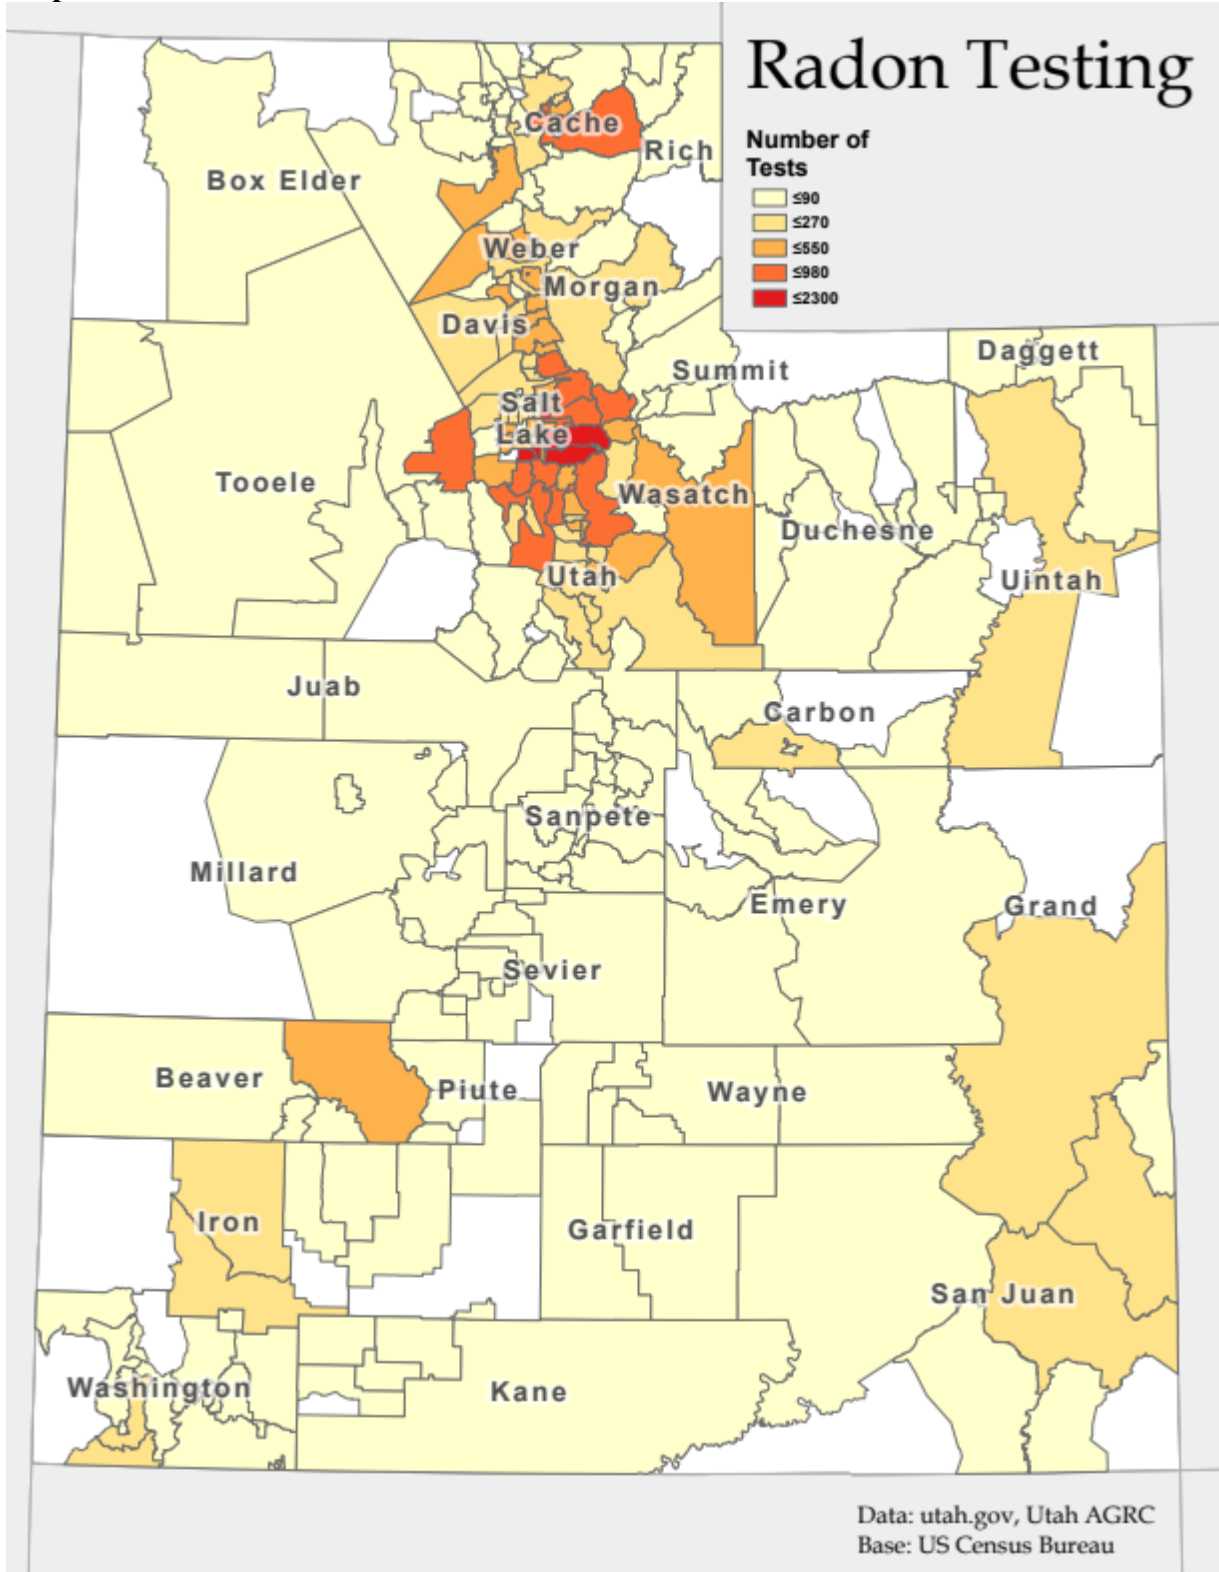 Radon Testing
Number of
Tests
≤90
≤270
≤550
≤980
≤2300
Cache
Rich
Box Elder
Weber
Morgan
Davis
Daggett
Summit
Salt
Lake
Tooele
Wasatch
Duchesne
Utah
Uintah
Juab
Carbon
Sanpete
Millard
Emery
Grand
Sevier
Beaver
Piute
Wayne
Iron
Garfield
San Juan
Washington
Kane
Data: utah.gov, Utah AGRC
Base: US Census Bureau